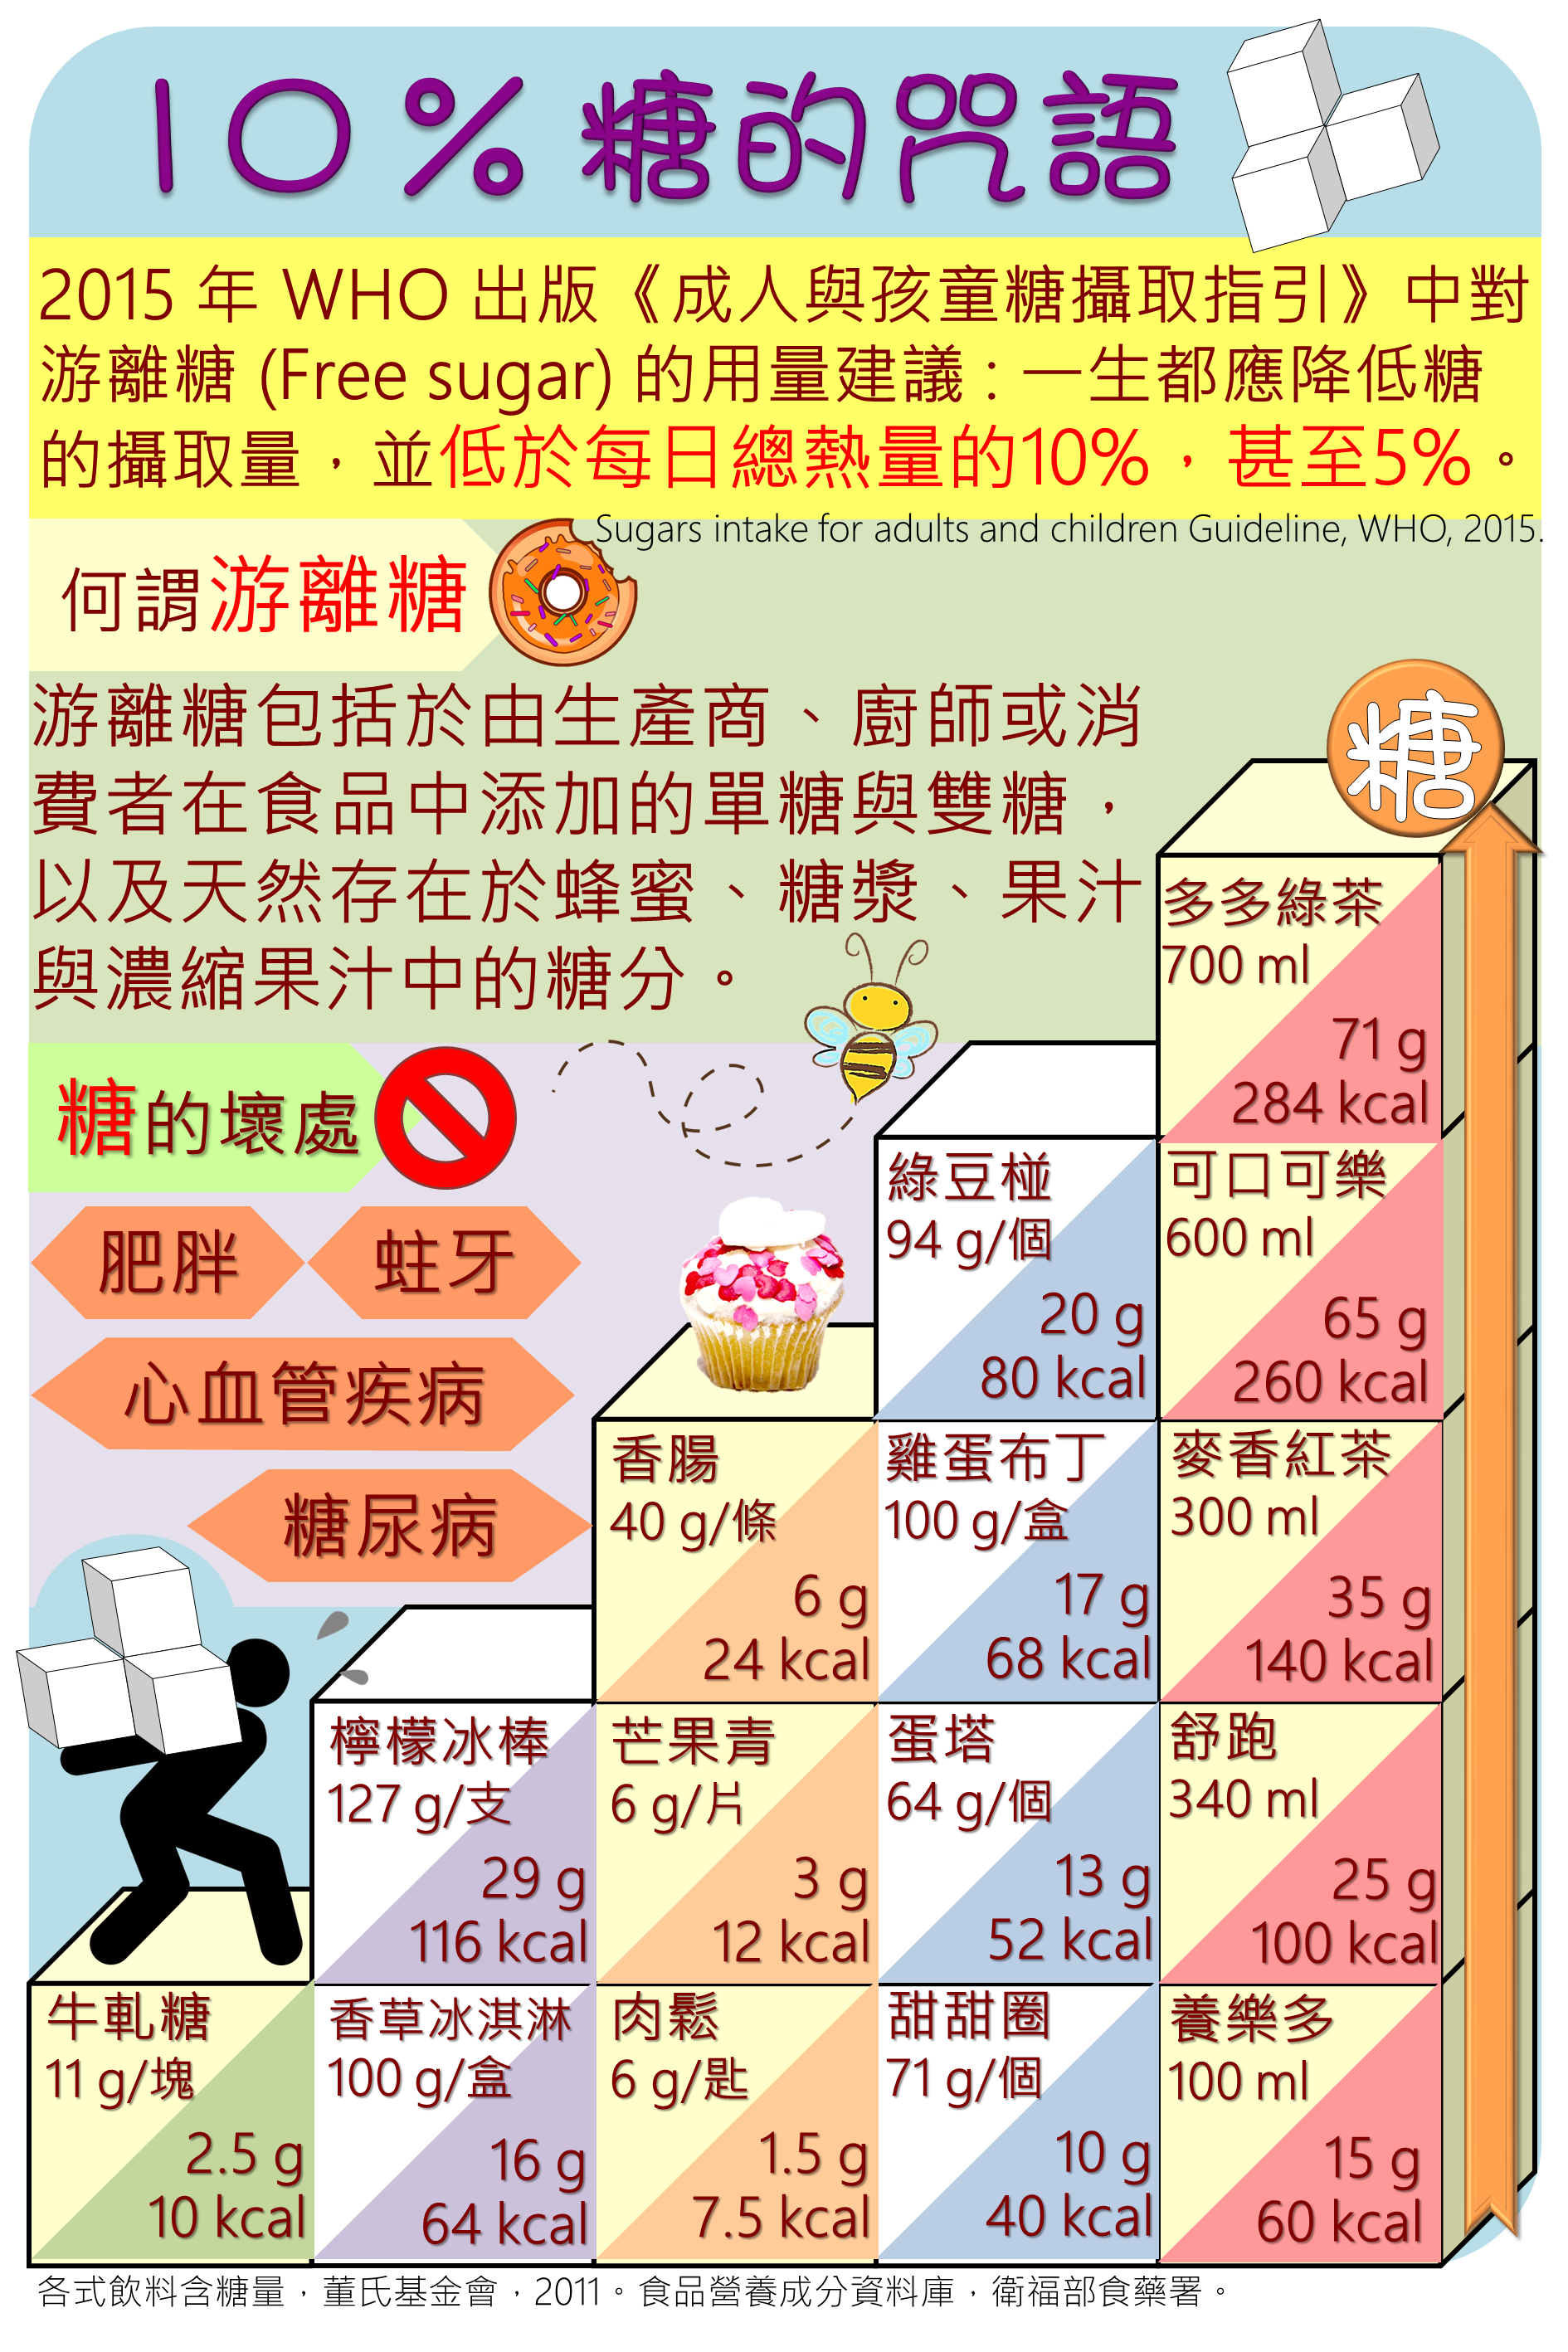 10%糖的咒語
2015 年 WHO 出版《成人與孩童糖攝取指引》中對
游離糖 (Free sugar) 的用量建議:一生都應降低糖
的攝取量，並低於每日總熱量的10%，甚至5%。
Sugars intake for adults and children Guideline, WHO, 2015.
何謂游離糖
游離糖包括於由生產商、廚師或消
費者在食品中添加的單糖與雙糖，
以及天然存在於蜂蜜、糖漿、果汁
與濃縮果汁中的糖分。
糖的壞處
肥胖
蛀牙
心血管疾病
糖尿病
糖
多多綠茶
700 ml
71 g
284 kcal
綠豆椪
94 g/個
20 g
80 kcal
可口可樂
600 ml
65 g
260 kcal
香腸
40 g/條
6 g
24 kcal
雞蛋布丁
100 g/盒
17 g
68 kcal
麥香紅茶
300 ml
35 g
140 kcal
檸檬冰棒
127 g/支
29 g
116 kcal
芒果青
6 g/片
3 g
12 kcal
蛋塔
64 g/個
13 g
52 kcal
舒跑
340 ml
25 g
100 kcal
牛軋糖
11 g/塊
2.5 g
10 kcal
香草冰淇淋
100 g/盒
16 g
64 kcal
肉鬆
6 g/匙
1.5 g
7.5 kcal
甜甜圈
71 g/個
10 g
40 kcal
養樂多
100 ml
15 g
60 kcal
各式飲料含糖量，董氏基金會，2011。食品營養成分資料庫，衛福部食藥署。